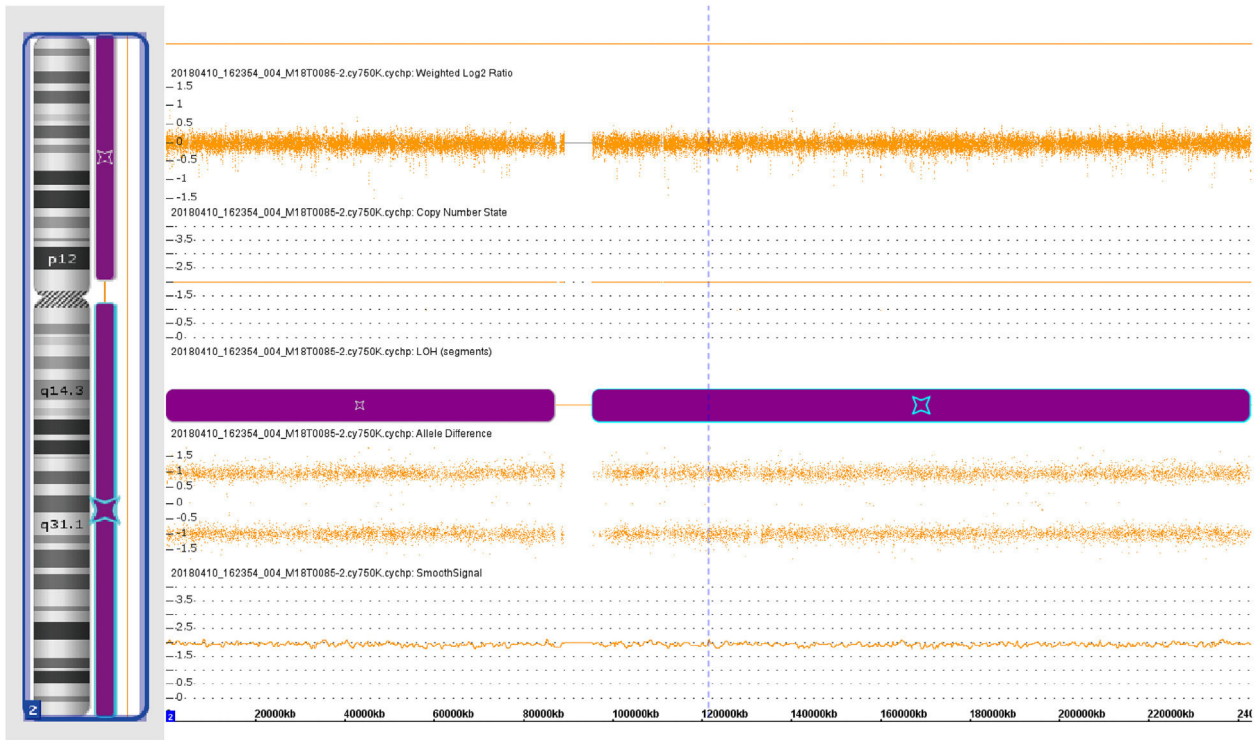 20180410_162354_004_M18T0085-2.cy750K.cychp: Weighted Log2 Ratio
1.5
1
0.5
0
-0.5
-1
-1.5
20180410_162354_004_M18T0085-2.cy750K.cychp: Copy Number State
3.5
2.5
1.5
0.5
0
20180410_162354_004_M18T0085-2.cy750K.cychp: LOH (segments)
20180410_162354_004_M18T0085-2.cy750K.cychp: Allele Difference
1.5
1
0.5
0
-0.5
-1
-1.5
20180410_162354_004_M18T0085-2.cy750K.cychp: SmoothSignal
3.5
2.5
1.5
0.5
0
p12
q14.3
q31.1
2
2 20000kb 40000kb 60000kb 80000kb 100000kb 120000kb 140000kb 160000kb 180000kb 200000kb 220000kb 240